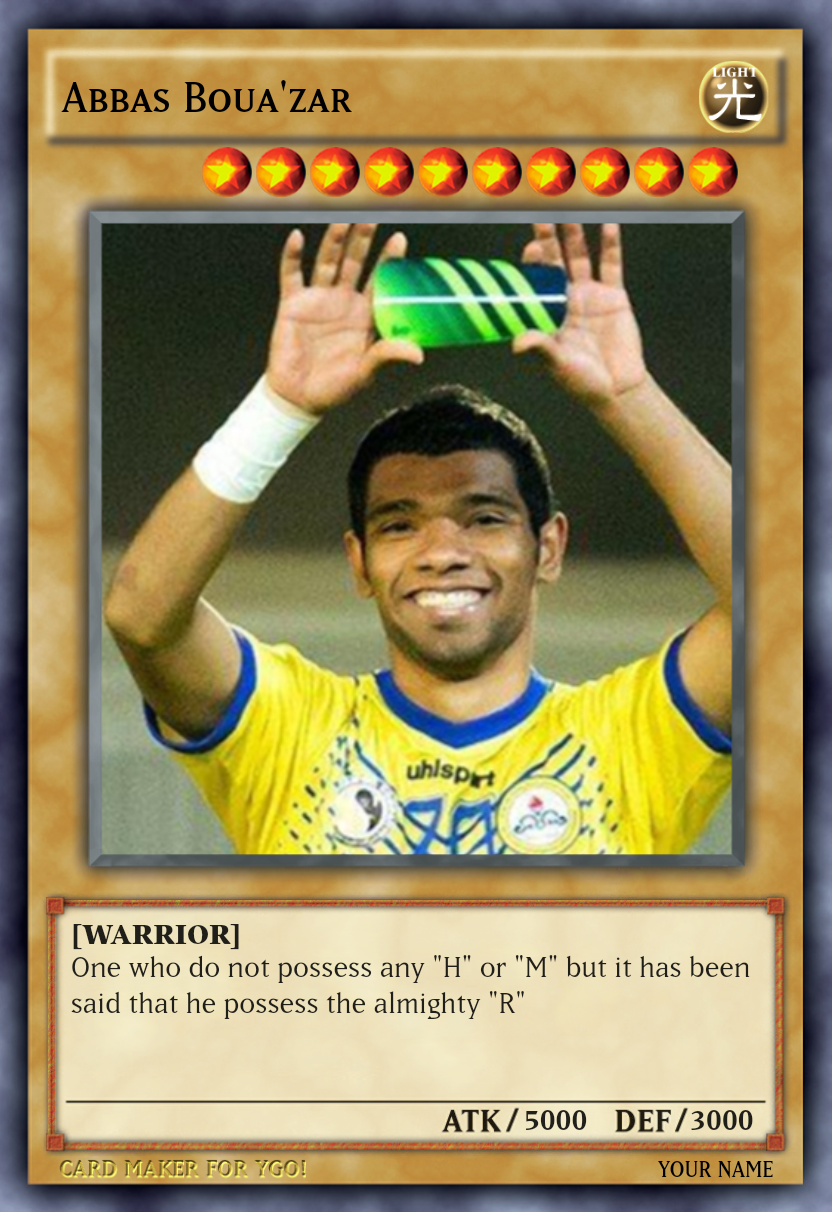 Abbas Boua'zar
LIGHT
光
uhlsport
[WARRIOR]
One who do not possess any "H" or "M" but it has been
said that he possess the almighty "R"
ATK / 5000 DEF / 3000
CARD MAKER FOR YGO!
YOUR NAME